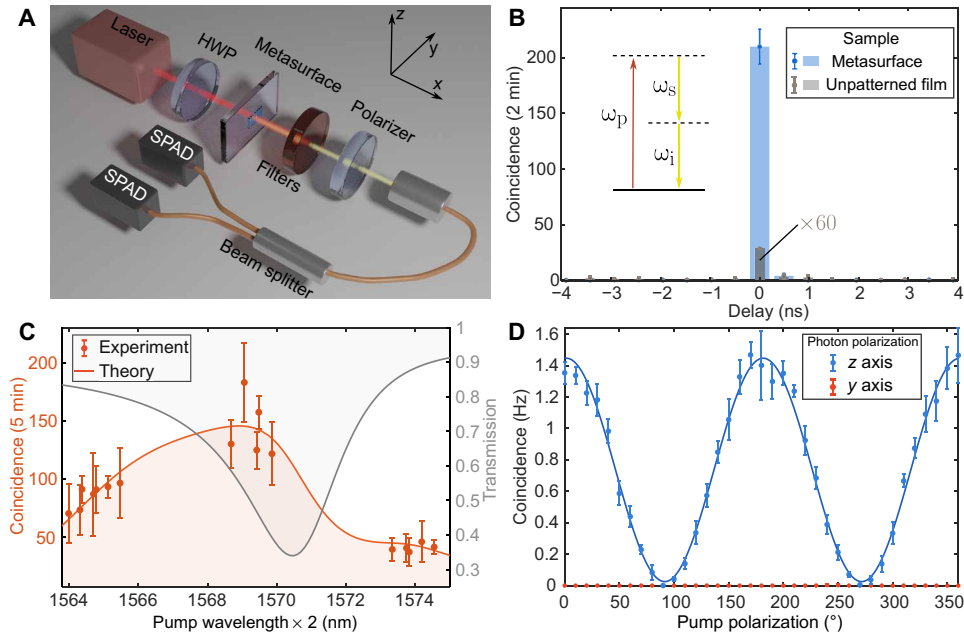 A
Laser
HWP
Metasurface
Polarizer
Filters
SPAD
SPAD
Beam splitter
z
y
x
B
Coincidence (2 min)
200
150
100
50
0
Sample
Metasurface
Unpatterned film
ωp
ωs
ωi
×60
−4 −3 −2 −1 0 1 2 3 4
Delay (ns)
C
Coincidence (5 min)
200
150
100
50
Experiment
Theory
1
0.9
0.8
0.7
0.6
0.5
0.4
0.3
Transmission
1564 1566 1568 1570 1572 1574
Pump wavelength × 2 (nm)
D
Coincidence (Hz)
1.6
1.4
1.2
1
0.8
0.6
0.4
0.2
0
Photon polarization
z axis
y axis
0 50 100 150 200 250 300 350
Pump polarization (°)